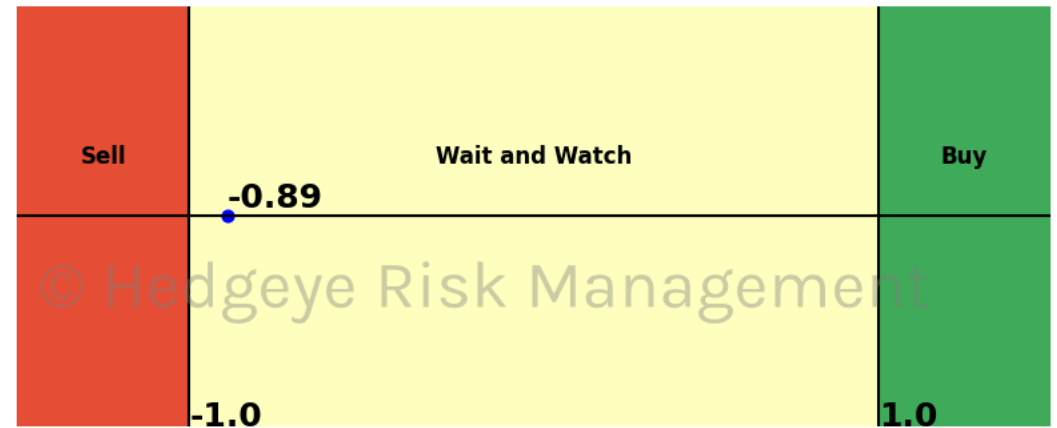 Sell
Wait and Watch
Buy
-0.89
© Hedgeye Risk Management
-1.0
1.0